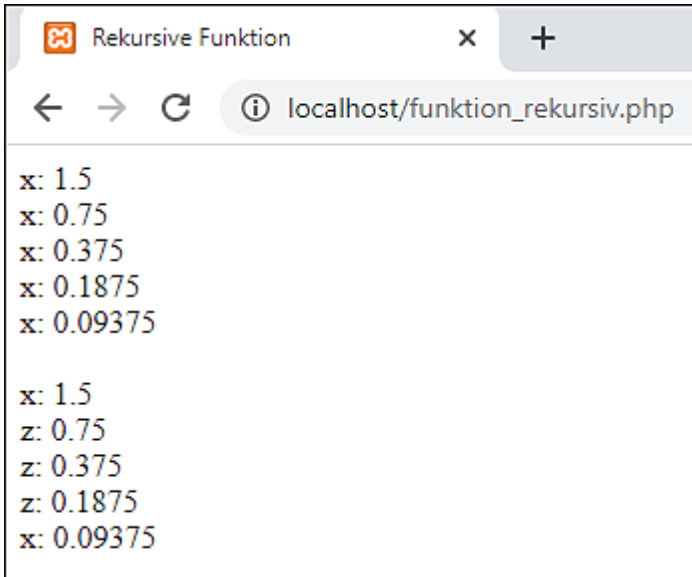 Rekursive Funktion
localhost/funktion_rekursiv.php
x: 1.5
x: 0.75
x: 0.375
x: 0.1875
x: 0.09375
x: 1.5
z: 0.75
z: 0.375
z: 0.1875
x: 0.09375